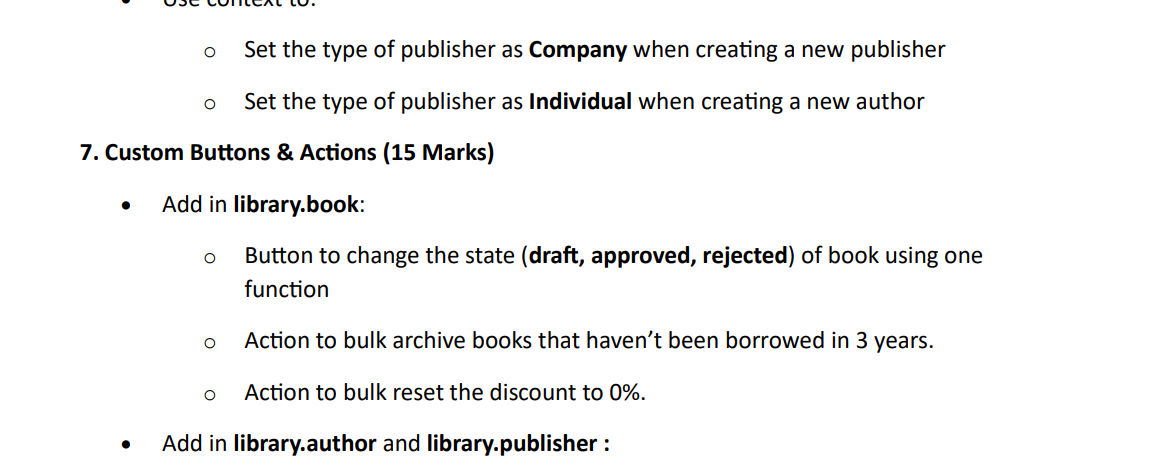 • Use context to:
o Set the type of publisher as Company when creating a new publisher
o Set the type of publisher as Individual when creating a new author
7. Custom Buttons & Actions (15 Marks)
• Add in library.book:
o Button to change the state (draft, approved, rejected) of book using one
function
o Action to bulk archive books that haven’t been borrowed in 3 years.
o Action to bulk reset the discount to 0%.
• Add in library.author and library.publisher :